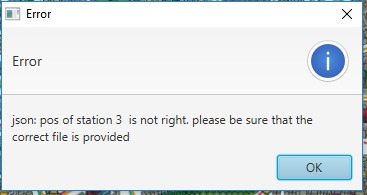 Error
Error
json: pos of station 3  is not right. please be sure that the
correct file is provided
OK